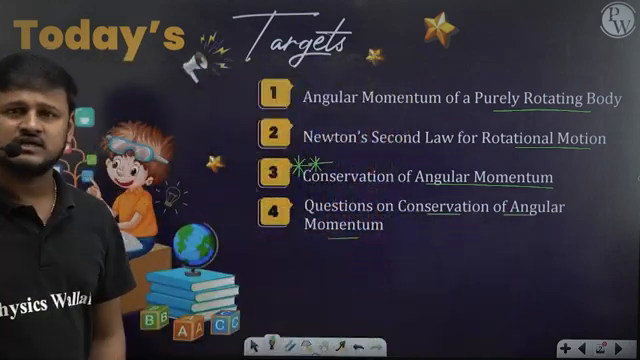 Today's Targets
PW
1 Angular Momentum of a Purely Rotating Body
2 Newton's Second Law for Rotational Motion
3 Conservation of Angular Momentum
4 Questions on Conservation of Angular
Momentum
hysics Walla
B B A A C G